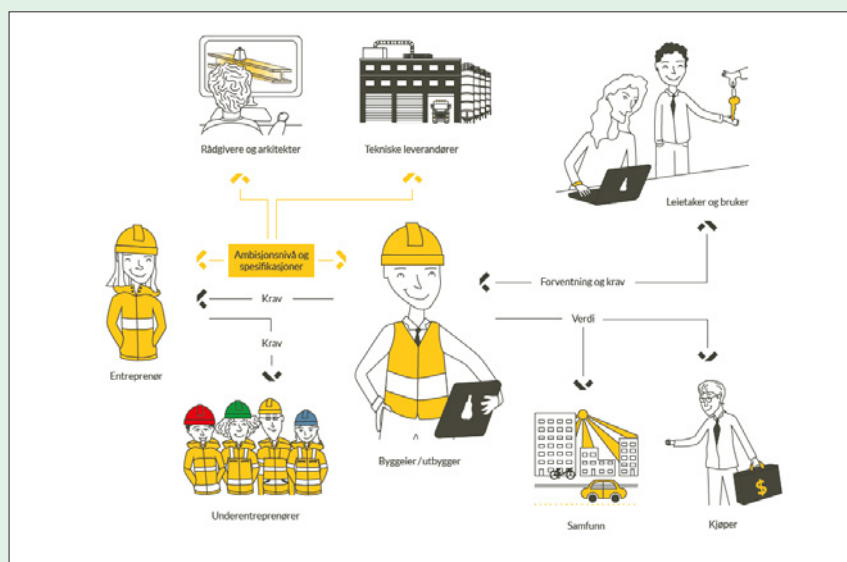 Rådgivere og arkitekter
Tekniske leverandører
Leietaker og bruker
Ambisjonsnivå og
spesifikasjoner
Forventning og krav
Krav
Verdi
Krav
Entreprenør
Byggeier/utbygger
Underentreprenører
Samfunn
Kjøper
$